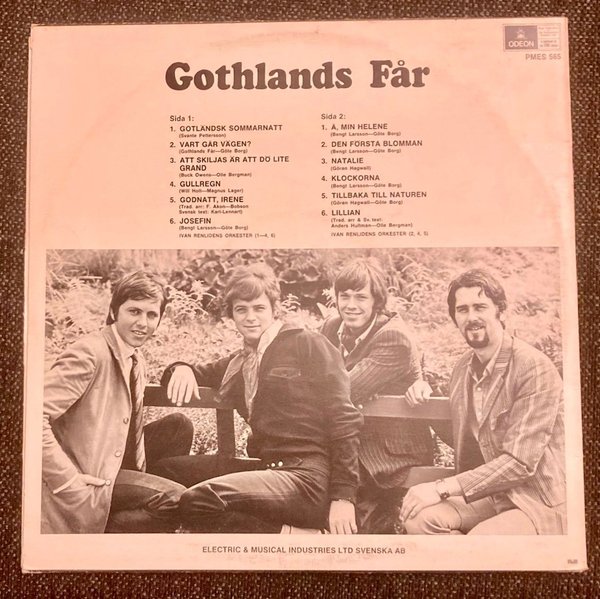 ODEON
PMES 565
Gothlands Får
Sida 1:
1. GOTLÄNDSK SOMMARNATT
(Svante Pettersson)
2. VART GÅR VÄGEN?
(Gothlands Får—Göte Borg)
3. ATT SKILJAS ÄR ATT DÖ LITE
GRAND
(Buck Owens—Olle Bergman)
4. GULLREGN
(Will Holl—Magnus Lager)
5. GODNATT, IRENE
(Trad. arr: F. Akon—Bobson
Svensk text: Karl-Lennart)
6. JOSEFIN
(Bengt Larsson—Göte Borg)
IVAN RENLIDENS ORKESTER (1—4, 6)
Sida 2:
1. Å, MIN HELENE
(Bengt Larsson—Göte Borg)
2. DEN FÖRSTA BLOMMAN
(Bengt Larsson—Göte Borg)
3. NATALIE
(Göran Hagwall)
4. KLOCKORNA
(Bengt Larsson—Göte Borg)
5. TILLBAKA TILL NATUREN
(Göran Hagwall—Göte Borg)
6. LILLIAN
(Trad. arr & Sv. text:
Anders Hultman—Olle Bergman)
IVAN RENLIDENS ORKESTER (2, 4, 5)
ELECTRIC & MUSICAL INDUSTRIES LTD SVENSKA AB